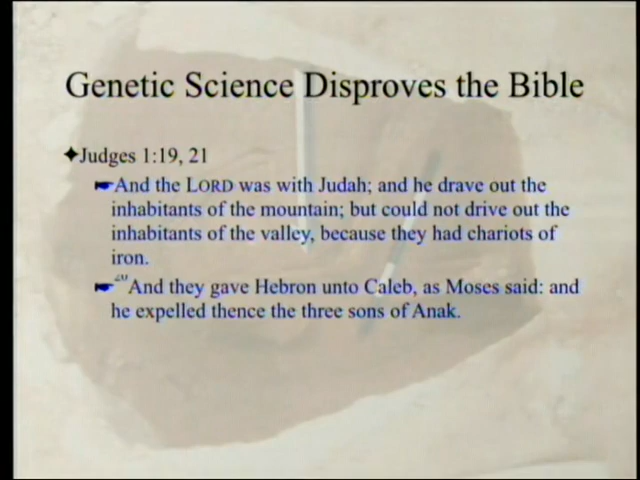 Genetic Science Disproves the Bible
Judges 1:19, 21
And the LORD was with Judah; and he drave out the
inhabitants of the mountain; but could not drive out the
inhabitants of the valley, because they had chariots of
iron.
20 And they gave Hebron unto Caleb, as Moses said: and
he expelled thence the three sons of Anak.